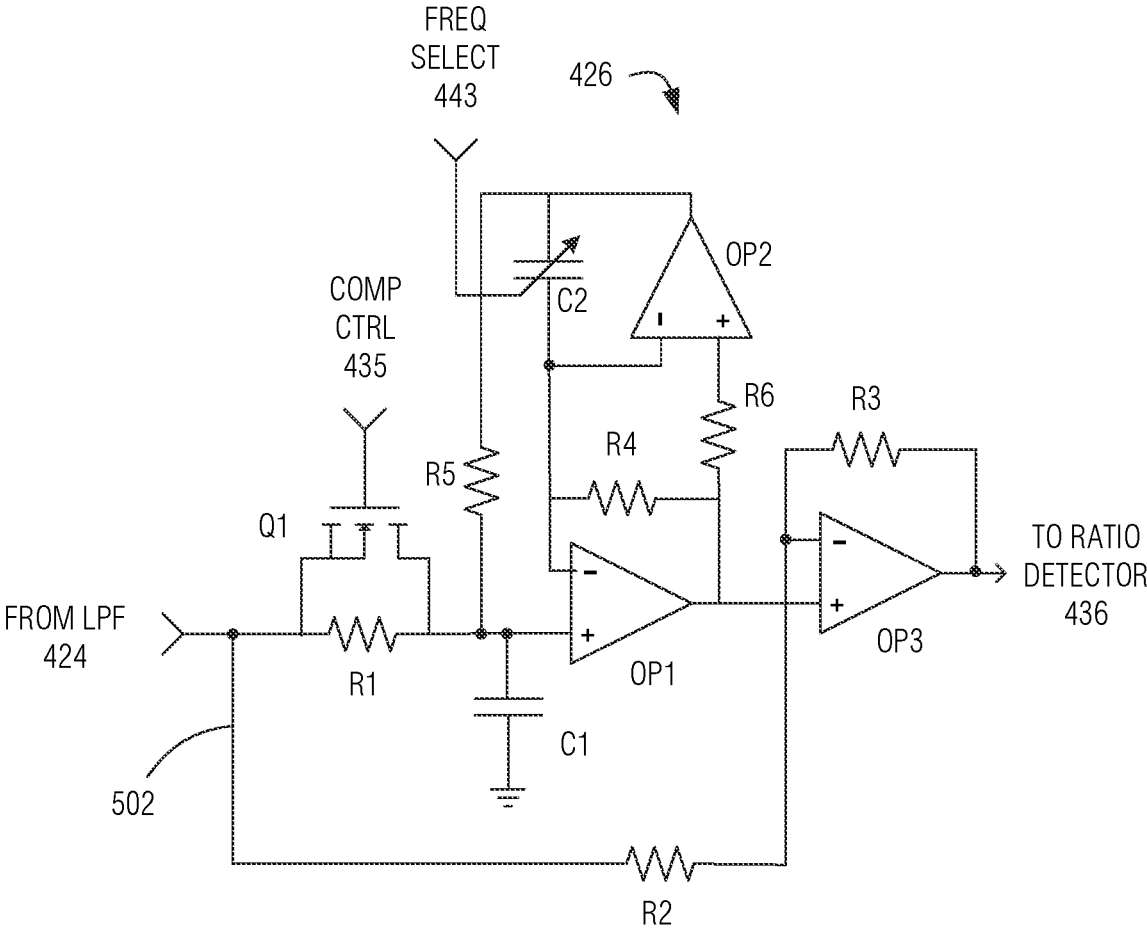 FREQ
SELECT
443
426
OP2
C2
COMP
CTRL
435
R6
R3
R4
R5
Q1
- +
-
-
TO RATIO
DETECTOR
436
FROM LPF
424
+
+
OP3
R1
OP1
C1
502
R2